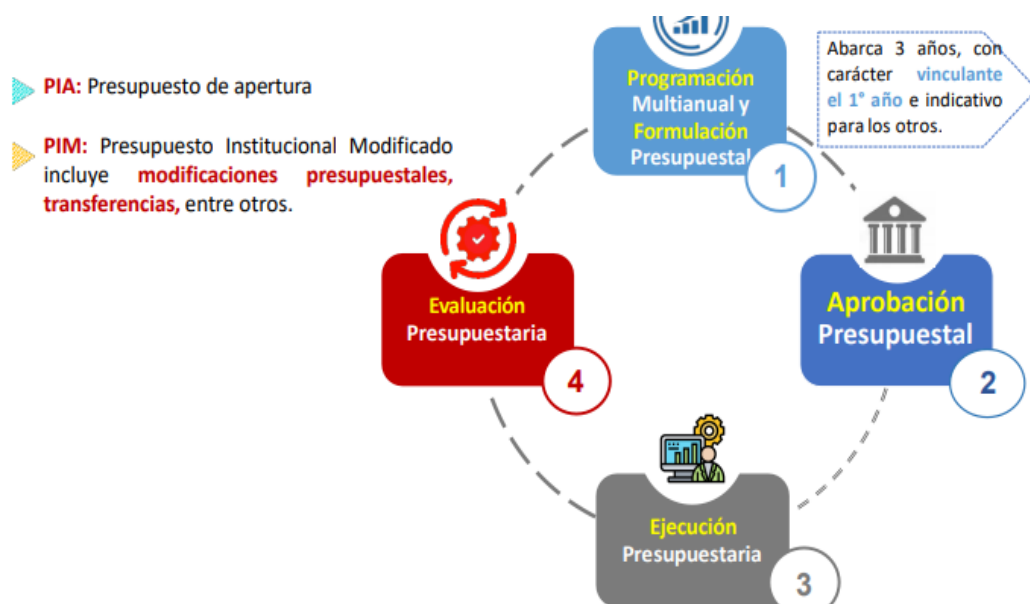 PIA: Presupuesto de apertura
PIM: Presupuesto Institucional Modificado
incluye modificaciones presupuestales,
transferencias, entre otros.
Programación
Multianual y
Formulación
Presupuestal
1
Abarca 3 años, con
carácter vinculante
el 1° año e indicativo
para los otros.
Aprobación
Presupuestal
2
Evaluación
Presupuestaria
4
Ejecución
Presupuestaria
3